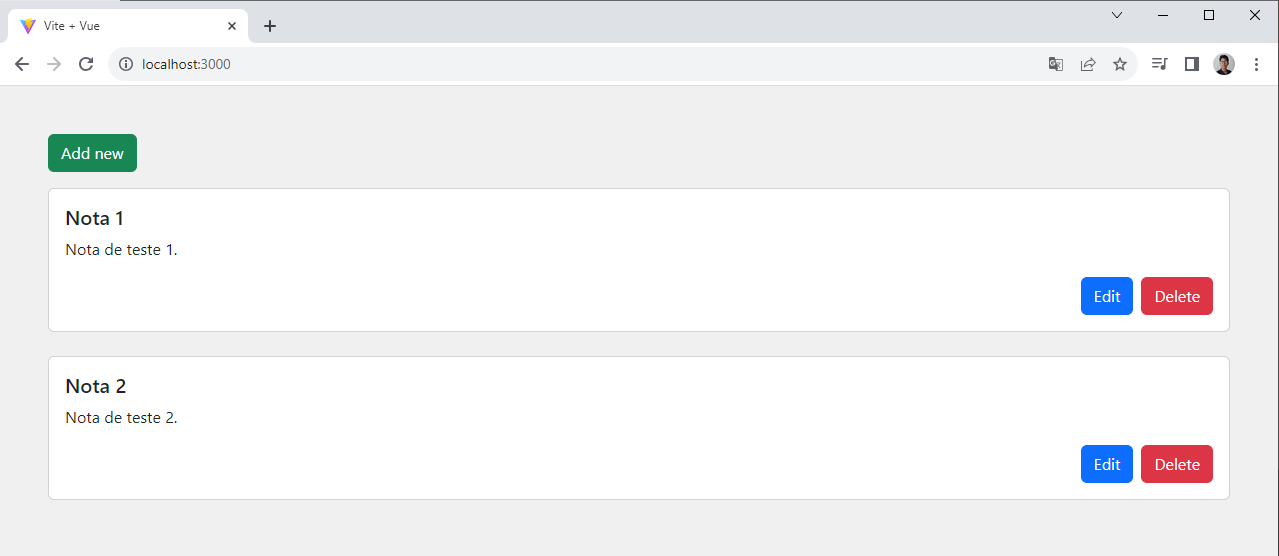 Vite + Vue
localhost:3000
Add new
Nota 1
Nota de teste 1.
Edit Delete
Nota 2
Nota de teste 2.
Edit Delete